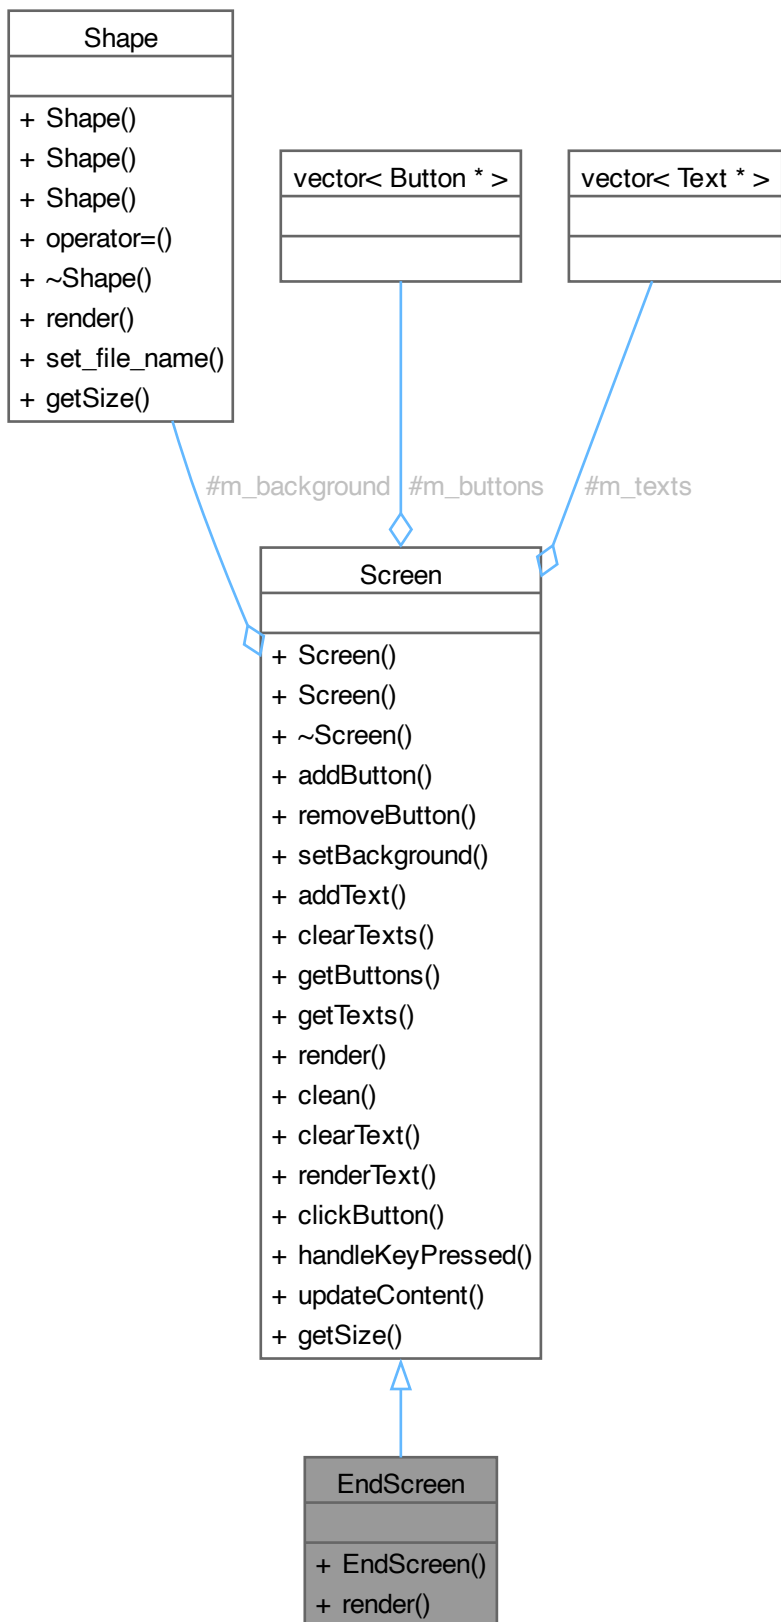 Shape
+ Shape()
+ Shape()
+ Shape()
+ operator=()
+ ~Shape()
+ render()
+ set_file_name()
+ getSize()
vector< Button * >
vector< Text * >
#m_background
#m_buttons
#m_texts
Screen
+ Screen()
+ Screen()
+ ~Screen()
+ addButton()
+ removeButton()
+ setBackground()
+ addText()
+ clearTexts()
+ getButtons()
+ getTexts()
+ render()
+ clean()
+ clearText()
+ renderText()
+ clickButton()
+ handleKeyPressed()
+ updateContent()
+ getSize()
EndScreen
+ EndScreen()
+ render()